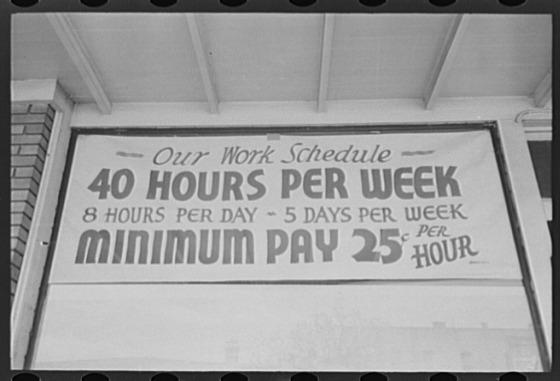 Our Work Schedule
40 HOURS PER WEEK
8 HOURS PER DAY - 5 DAYS PER WEEK
MINIMUM PAY 25¢ PER HOUR